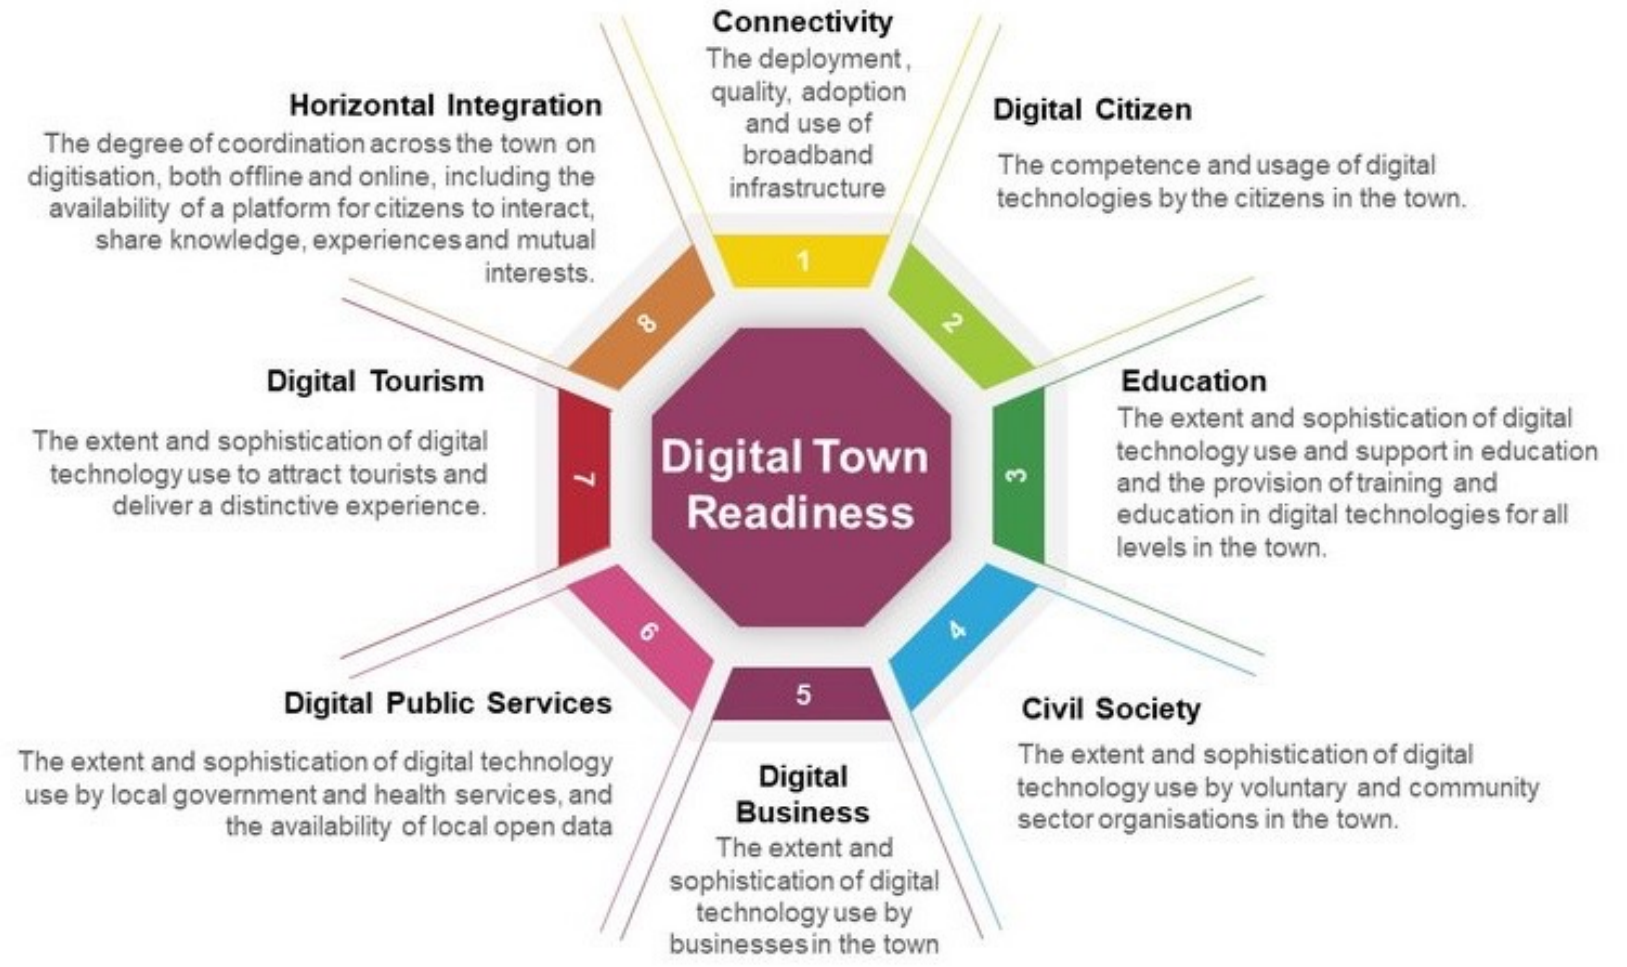 Connectivity
The deployment,
quality, adoption
and use of
broadband
infrastructure
1
Digital Citizen
The competence and usage of digital
technologies by the citizens in the town.
2
Education
The extent and sophistication of digital
technology use and support in education
and the provision of training and
education in digital technologies for all
levels in the town.
3
Civil Society
The extent and sophistication of digital
technology use by voluntary and community
sector organisations in the town.
4
Digital
Business
The extent and
sophistication of digital
technology use by
businesses in the town
5
Digital Public Services
The extent and sophistication of digital technology
use by local government and health services, and
the availability of local open data
6
Digital Tourism
The extent and sophistication of digital
technology use to attract tourists and
deliver a distinctive experience.
7
Horizontal Integration
The degree of coordination across the town on
digitisation, both offline and online, including the
availability of a platform for citizens to interact,
share knowledge, experiences and mutual
interests.
8
Digital Town
Readiness